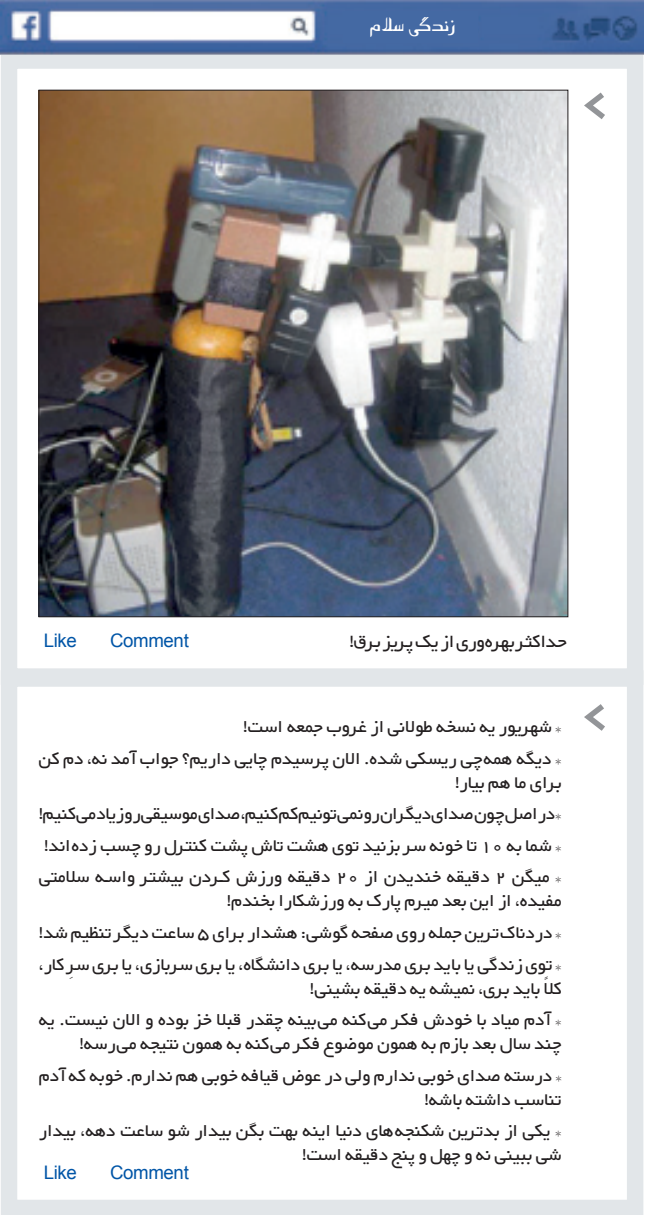 زندگی سلام
حداکثر بهره‌وری از یک پریز برق!
Like Comment
* شهریور یه نسخه طولانی از غروب جمعه است!
* دیگه همه‌چی ریسکی شده. الان پرسیدم چایی داریم؟ جواب آمد نه، دم کن
برای ما هم بیار!
* در اصل چون صدای دیگران رو نمی‌تونیم کم کنیم، صدای موسیقی رو زیاد می‌کنیم!
* شما به ۱۰ تا خونه سر بزنید توی هشت تاش پشت کنترل رو چسب زده‌اند!
* میگن ۲ دقیقه خندیدن از ۲۰ دقیقه ورزش کردن بیشتر واسه سلامتی
مفیده، از این بعد میرم پارک به ورزشکارا بخندم!
* دردناک‌ترین جمله روی صفحه گوشی: هشدار برای ۵ ساعت دیگر تنظیم شد!
* توی زندگی یا باید بری مدرسه، یا بری دانشگاه، یا بری سربازی، یا بری سرِ کار،
کلاً باید بری، نمیشه یه دقیقه بشینی!
* آدم میاد با خودش فکر می‌کنه می‌بینه چقدر قبلا خز بوده و الان نیست. یه
چند سال بعد بازم به همون موضوع فکر می‌کنه به همون نتیجه می‌رسه!
* درسته صدای خوبی ندارم ولی در عوض قیافه خوبی هم ندارم. خوبه که آدم
تناسب داشته باشه!
* یکی از بدترین شکنجه‌های دنیا اینه بهت بگن بیدار شو ساعت دهه، بیدار
شی ببینی نه و چهل و پنج دقیقه است!
Like Comment